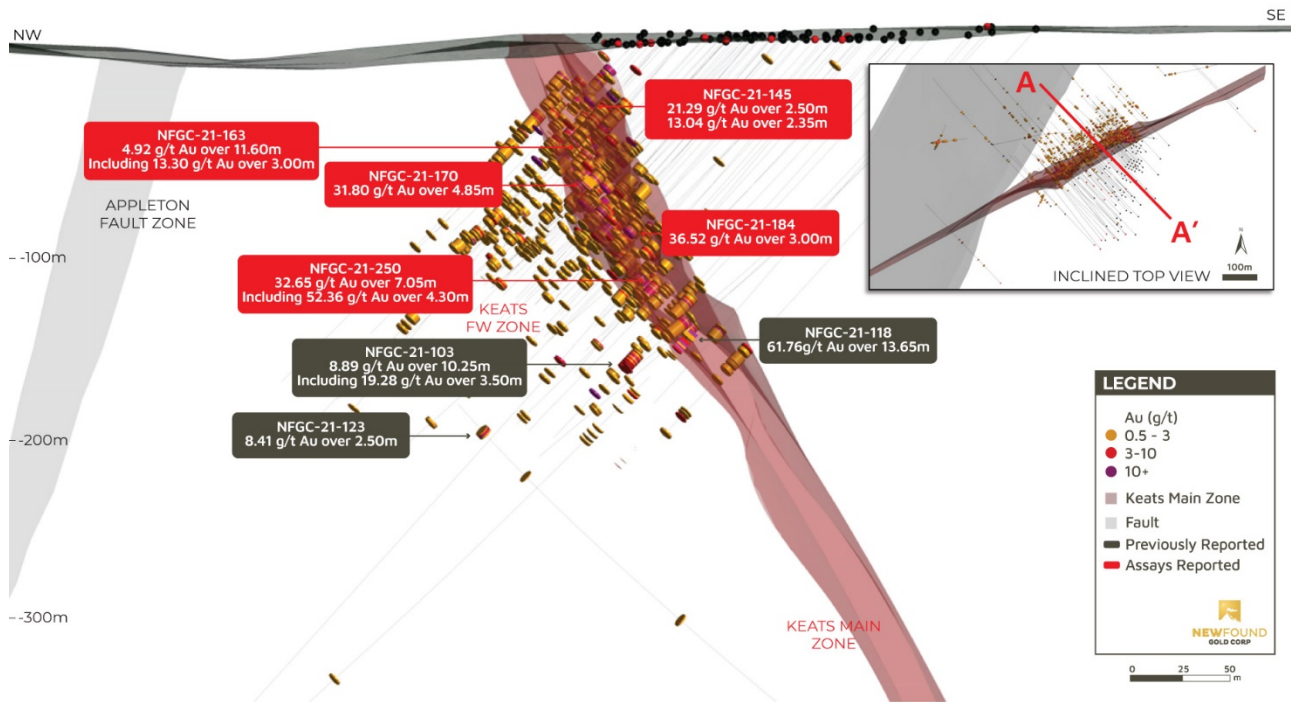 NW
SE
NFGC-21-145
21.29 g/t Au over 2.50m
13.04 g/t Au over 2.35m
NFGC-21-163
4.92 g/t Au over 11.60m
Including 13.30 g/t Au over 3.00m
NFGC-21-170
31.80 g/t Au over 4.85m
APPLETON
FAULT ZONE
NFGC-21-184
36.52 g/t Au over 3.00m
-100m
NFGC-21-250
32.65 g/t Au over 7.05m
Including 52.36 g/t Au over 4.30m
KEATS
FW ZONE
NFGC-21-118
61.76g/t Au over 13.65m
NFGC-21-103
8.89 g/t Au over 10.25m
Including 19.28 g/t Au over 3.50m
NFGC-21-123
8.41 g/t Au over 2.50m
-200m
-300m
KEATS MAIN
ZONE
A
A'
N
100m
INCLINED TOP VIEW
LEGEND
Au (g/t)
0.5 - 3
3-10
10+
Keats Main Zone
Fault
Previously Reported
Assays Reported
NEWFOUND
GOLD CORP
0 25 50
m